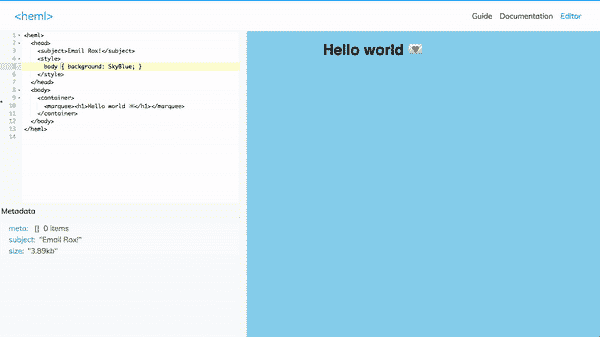 <heml>
Guide Documentation Editor
1 <heml>
2 <head>
3 <subject>Email Rox!</subject>
4 <style>
5 body { background: SkyBlue; }
6 </style>
7 </head>
8 <body>
9 <container>
10 <marquee><h1>Hello world </h1></marquee>
11 </container>
12 </body>
13 </heml>
14
Hello world 💌
Metadata
meta: [] 0 items
subject: "Email Rox!"
size: "3.89kb"